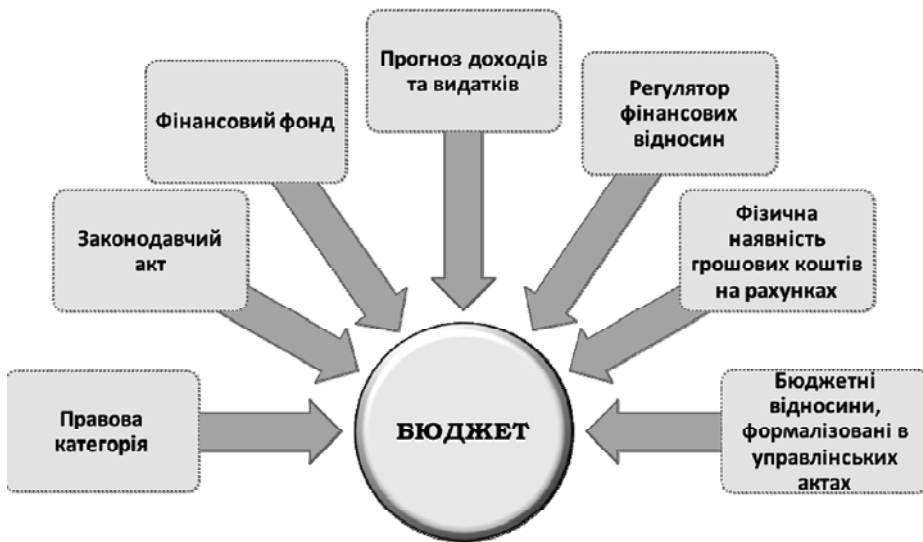 Прогноз доходів
та видатків
Фінансовий фонд
Регулятор
фінансових
відносин
Законодавчий
акт
Фізична
наявність
грошових коштів
на рахунках
Правова
категорія
БЮДЖЕТ
Бюджетні
відносини,
формалізовані в
управлінських
актах